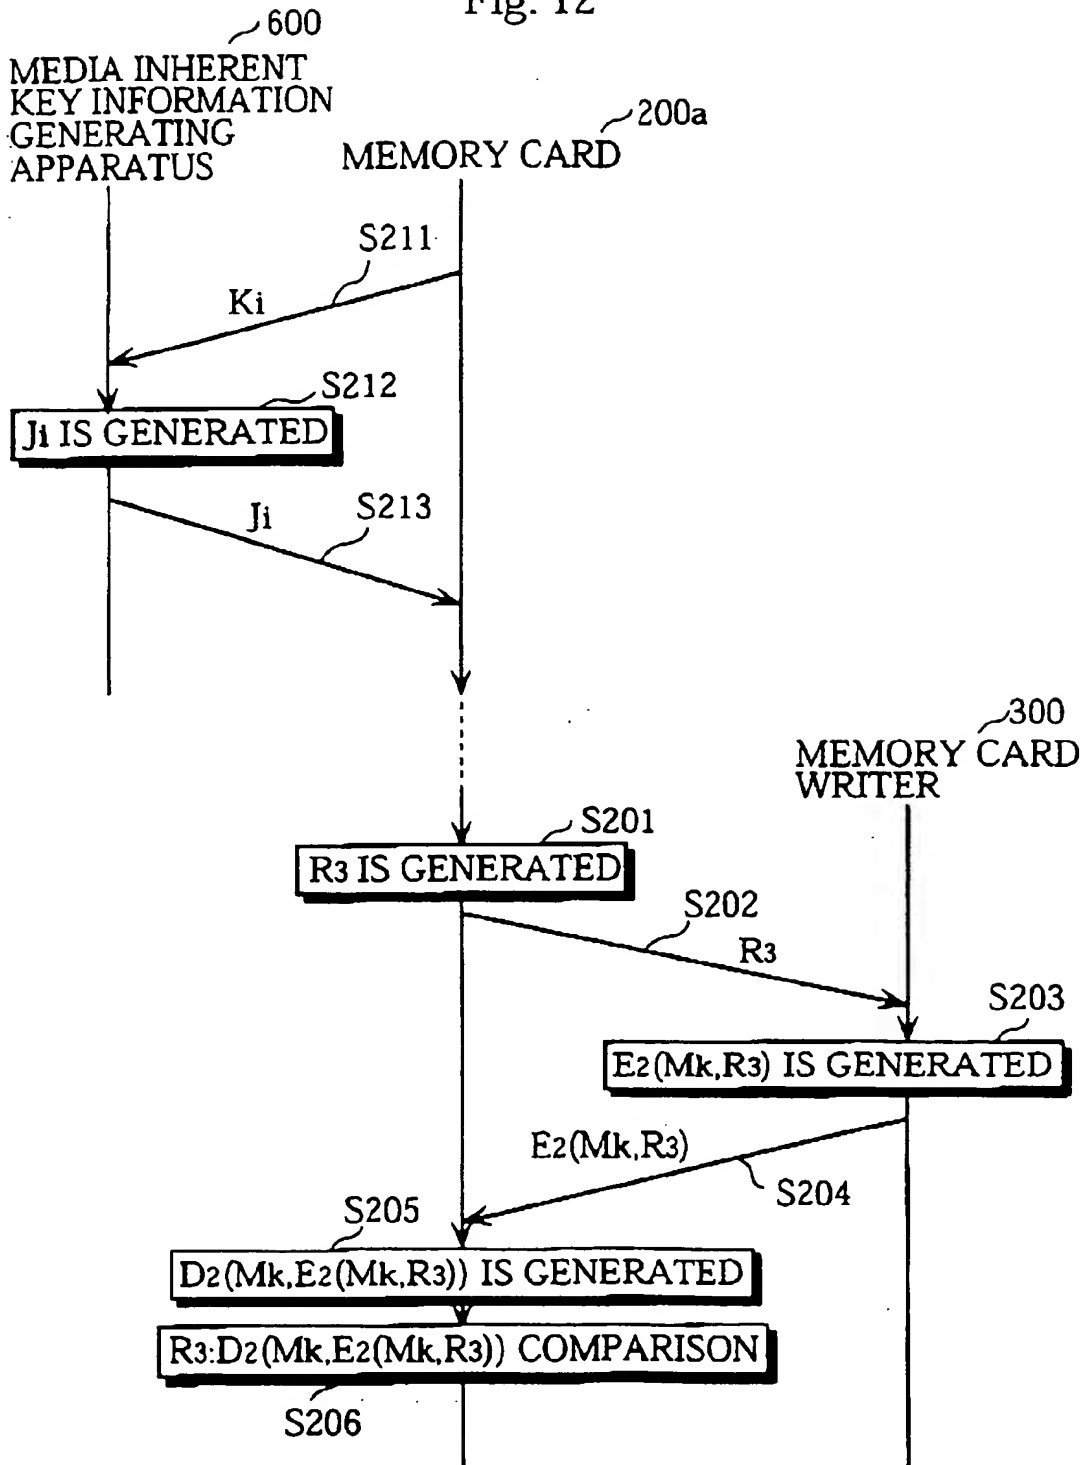 Fig. 12
600
MEDIA INHERENT
KEY INFORMATION
GENERATING
APPARATUS
200a
MEMORY CARD
S211
Ki
S212
Ji IS GENERATED
Ji
S213
300
MEMORY CARD
WRITER
S201
R3 IS GENERATED
S202
R3
S203
E2(Mk,R3) IS GENERATED
E2(Mk,R3)
S204
S205
D2(Mk,E2(Mk,R3)) IS GENERATED
R3:D2(Mk,E2(Mk,R3)) COMPARISON
S206